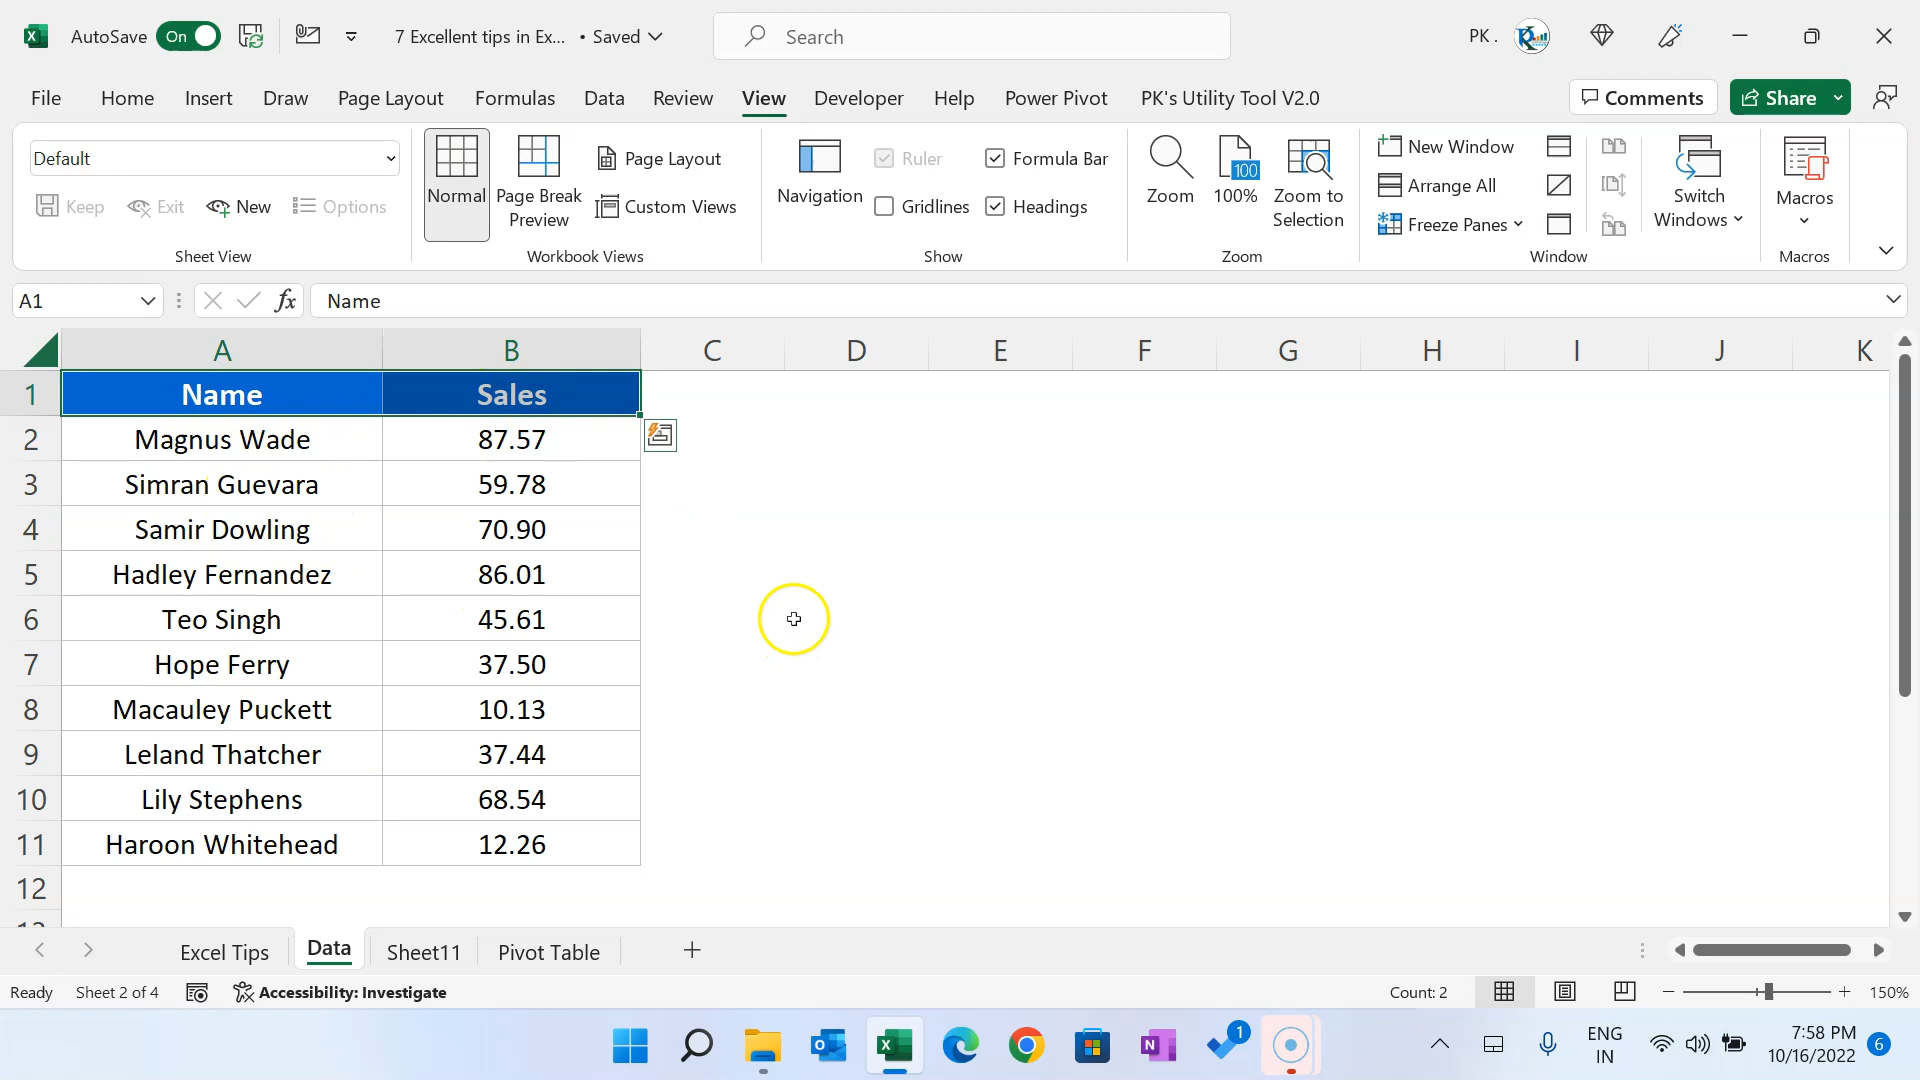 AutoSave On 7 Excellent tips in Ex... • Saved Search PK .
File Home Insert Draw Page Layout Formulas Data Review View Developer Help Power Pivot PK's Utility Tool V2.0 Comments Share
Default
Keep Exit New Options
Sheet View
Normal
Page Break
Preview
Page Layout
Custom Views
Workbook Views
Navigation
Ruler Formula Bar
Gridlines Headings
Show
Zoom
100
100%
Zoom to
Selection
Zoom
New Window
Arrange All
Freeze Panes
Switch
Windows
Window
Macros
Macros
A1 fx Name
A B C D E F G H I J K
1 Name Sales
2 Magnus Wade 87.57
3 Simran Guevara 59.78
4 Samir Dowling 70.90
5 Hadley Fernandez 86.01
6 Teo Singh 45.61
7 Hope Ferry 37.50
8 Macauley Puckett 10.13
9 Leland Thatcher 37.44
10 Lily Stephens 68.54
11 Haroon Whitehead 12.26
12
Excel Tips Data Sheet11 Pivot Table
Ready Sheet 2 of 4 Accessibility: Investigate Count: 2 150%
1
ENG
IN
7:58 PM
10/16/2022
6